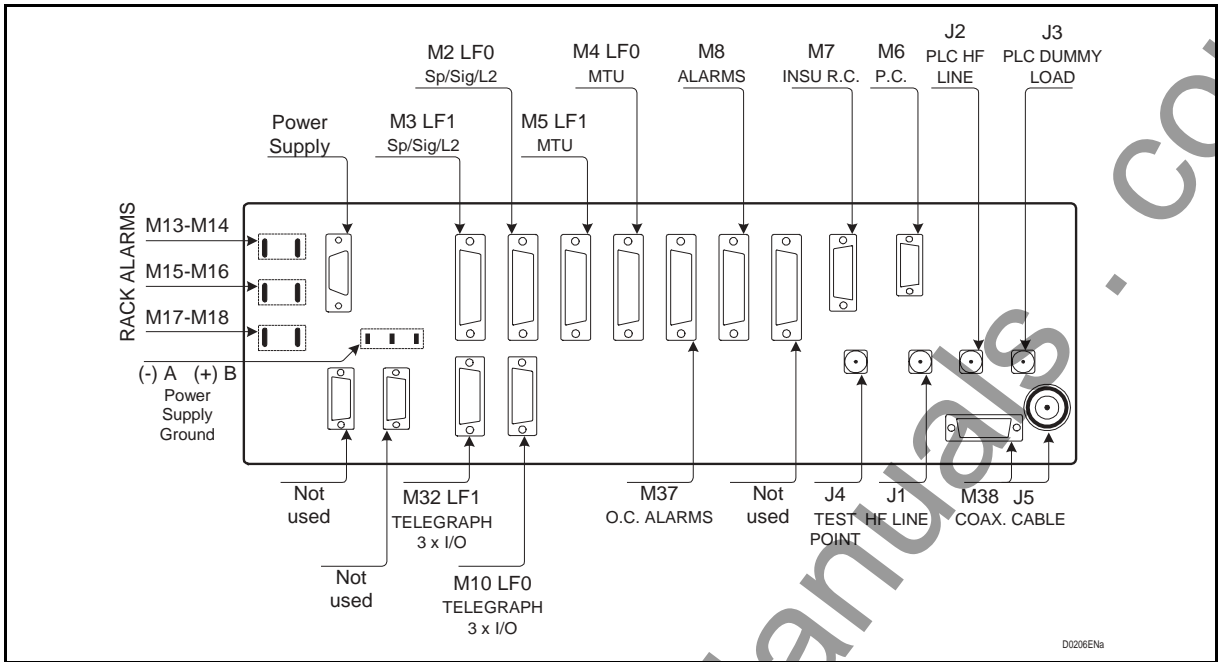 J2
PLC HF
LINE
J3
PLC DUMMY
LOAD
M2 LF0
Sp/Sig/L2
M4 LF0
MTU
M8
ALARMS
M7
INSU R.C.
M6
P.C.
Power
Supply
M3 LF1
Sp/Sig/L2
M5 LF1
MTU
RACK ALARMS
M13-M14
M15-M16
M17-M18
(-) A (+) B
Power
Supply
Ground
Not
used
Not
used
M32 LF1
TELEGRAPH
3 x I/O
M10 LF0
TELEGRAPH
3 x I/O
M37
O.C. ALARMS
Not
used
J4
TEST
POINT
J1
HF LINE
M38 J5
COAX. CABLE
D0206ENa
anuals . co